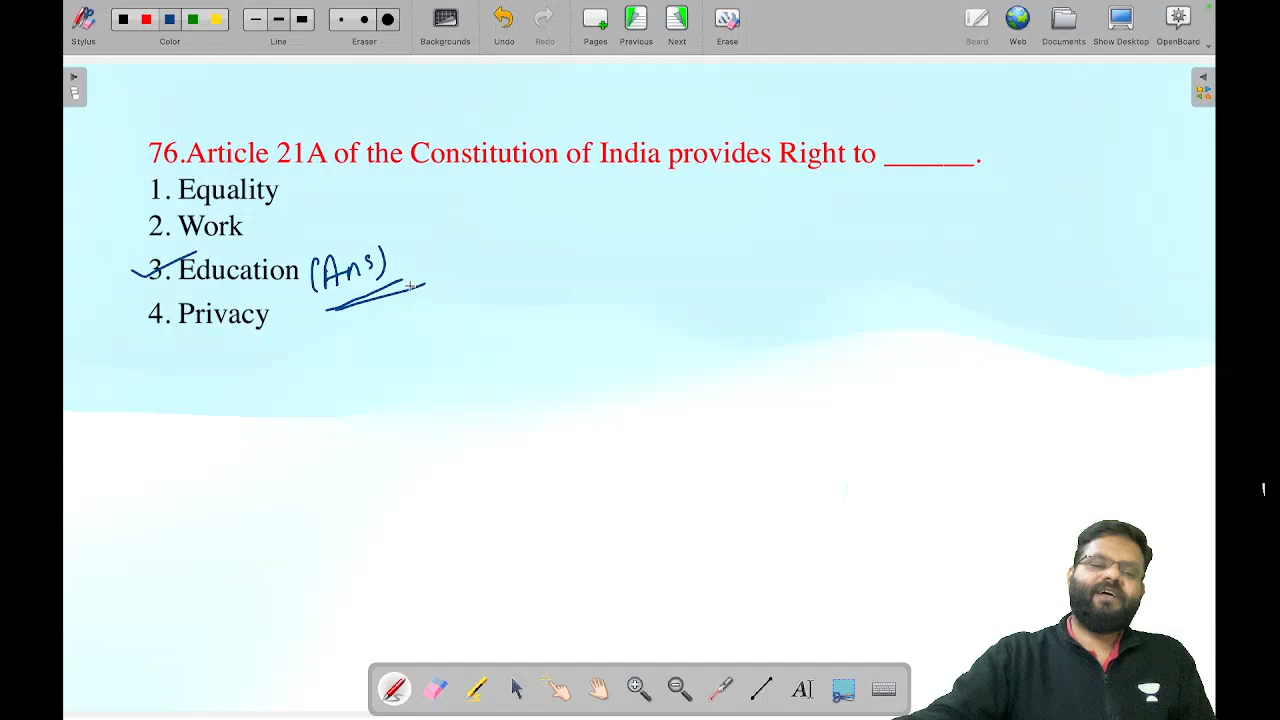 Stylus
Color
Line
Eraser
Backgrounds
Undo
Redo
Pages
Previous
Next
Erase
Board
Web
Documents
Show Desktop
OpenBoard
76.Article 21A of the Constitution of India provides Right to ______.
1. Equality
2. Work
3. Education (Ans)
4. Privacy